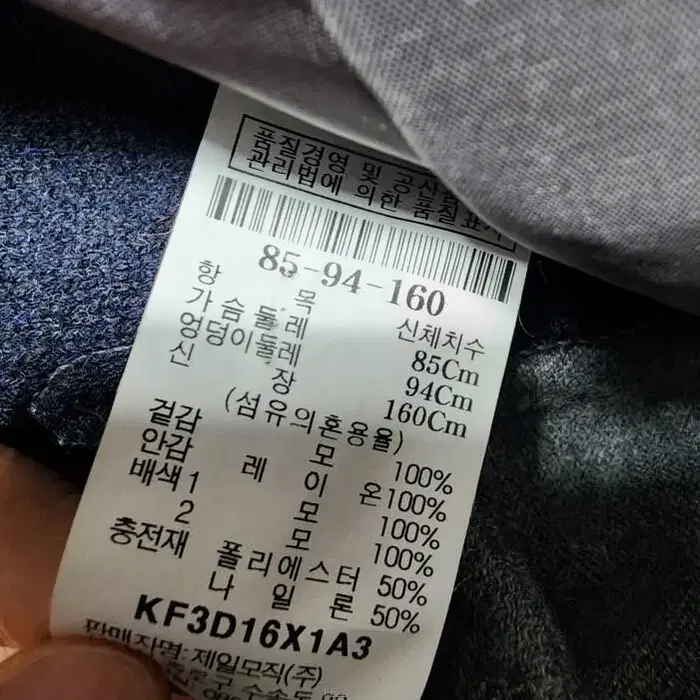 품질경영 및 공산품
관리법에 의한 품질표시
85-94-160
항 목 신체치수
가슴둘레 85Cm
엉덩이둘레 94Cm
신 장 160Cm
(섬유의혼용율)
겉감 모 100%
안감 레 이 온 100%
배색1 모 100%
2 모 100%
충전재 폴리에스터 50%
나 일 론 50%
KF3D16X1A3
판매자명: 제일모직(주)
수송동